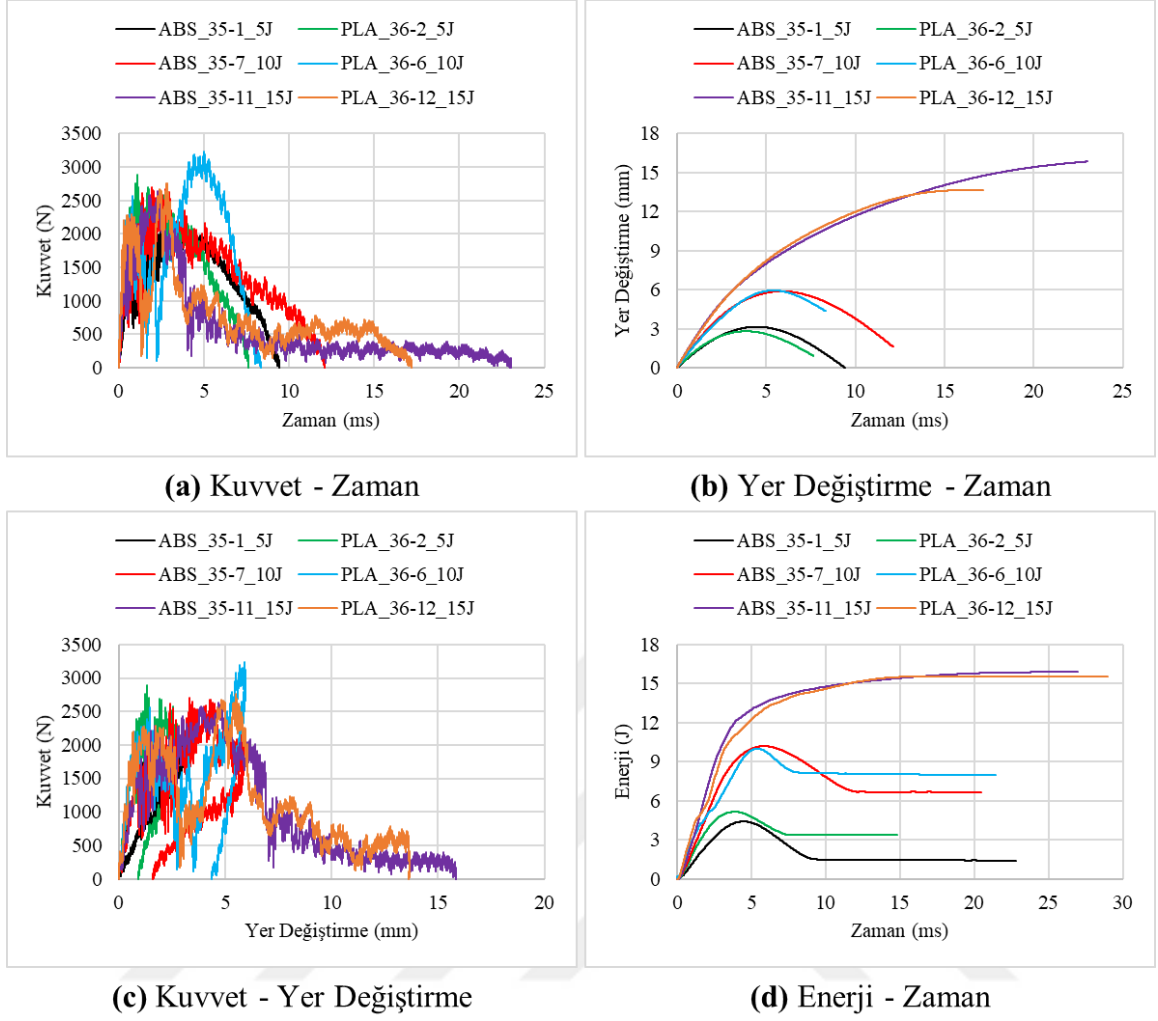 ABS_35-1_5J PLA_36-2_5J
ABS_35-7_10J PLA_36-6_10J
ABS_35-11_15J PLA_36-12_15J
3500
3000
2500
2000
1500
1000
500
0
Kuvvet (N)
0 5 10 15 20 25
Zaman (ms)
(a) Kuvvet - Zaman
ABS_35-1_5J PLA_36-2_5J
ABS_35-7_10J PLA_36-6_10J
ABS_35-11_15J PLA_36-12_15J
18
15
12
9
6
3
0
Yer Değiştirme (mm)
0 5 10 15 20 25
Zaman (ms)
(b) Yer Değiştirme - Zaman
ABS_35-1_5J PLA_36-2_5J
ABS_35-7_10J PLA_36-6_10J
ABS_35-11_15J PLA_36-12_15J
3500
3000
2500
2000
1500
1000
500
0
Kuvvet (N)
0 5 10 15 20
Yer Değiştirme (mm)
(c) Kuvvet - Yer Değiştirme
ABS_35-1_5J PLA_36-2_5J
ABS_35-7_10J PLA_36-6_10J
ABS_35-11_15J PLA_36-12_15J
18
15
12
9
6
3
0
Enerji (J)
0 5 10 15 20 25 30
Zaman (ms)
(d) Enerji - Zaman